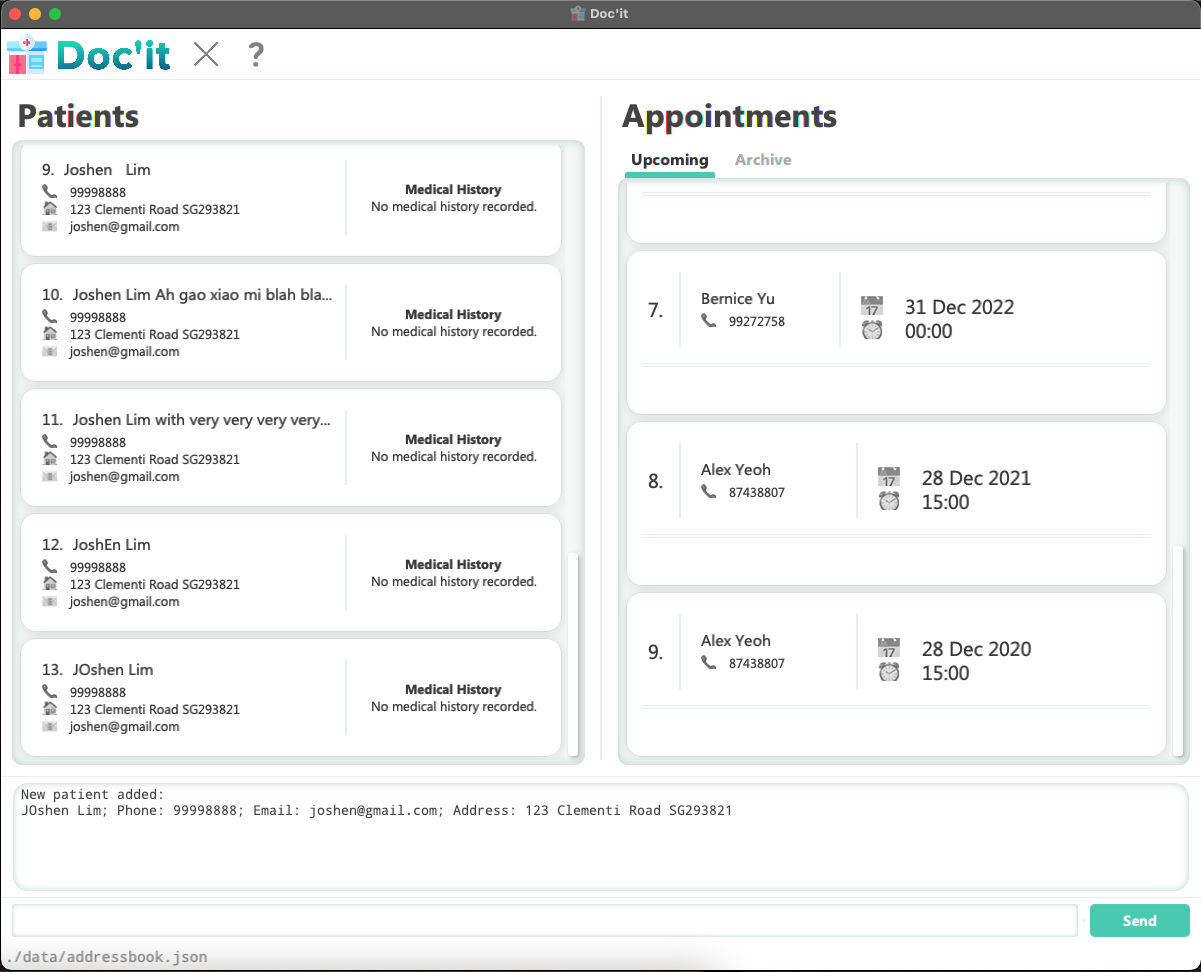 Doc'it
Doc'it
?
Patients
9. Joshen Lim
99998888
123 Clementi Road SG293821
joshen@gmail.com
Medical History
No medical history recorded.
10. Joshen Lim Ah gao xiao mi blah bla...
99998888
123 Clementi Road SG293821
joshen@gmail.com
Medical History
No medical history recorded.
11. Joshen Lim with very very very very...
99998888
123 Clementi Road SG293821
joshen@gmail.com
Medical History
No medical history recorded.
12. JoshEn Lim
99998888
123 Clementi Road SG293821
joshen@gmail.com
Medical History
No medical history recorded.
13. JOshen Lim
99998888
123 Clementi Road SG293821
joshen@gmail.com
Medical History
No medical history recorded.
Appointments
Upcoming Archive
7.
Bernice Yu
99272758
17
31 Dec 2022
00:00
8.
Alex Yeoh
87438807
17
28 Dec 2021
15:00
9.
Alex Yeoh
87438807
17
28 Dec 2020
15:00
New patient added:
JOshen Lim; Phone: 99998888; Email: joshen@gmail.com; Address: 123 Clementi Road SG293821
Send
./data/addressbook.json